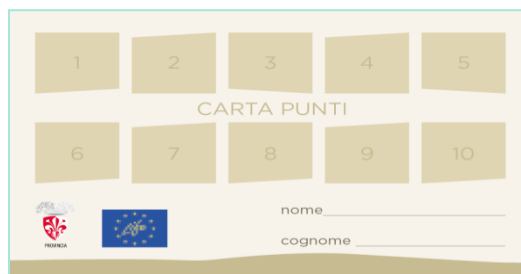 1 2 3 4 5
CARTA PUNTI
6 7 8 9 10
nome
cognome
PROVINCIA